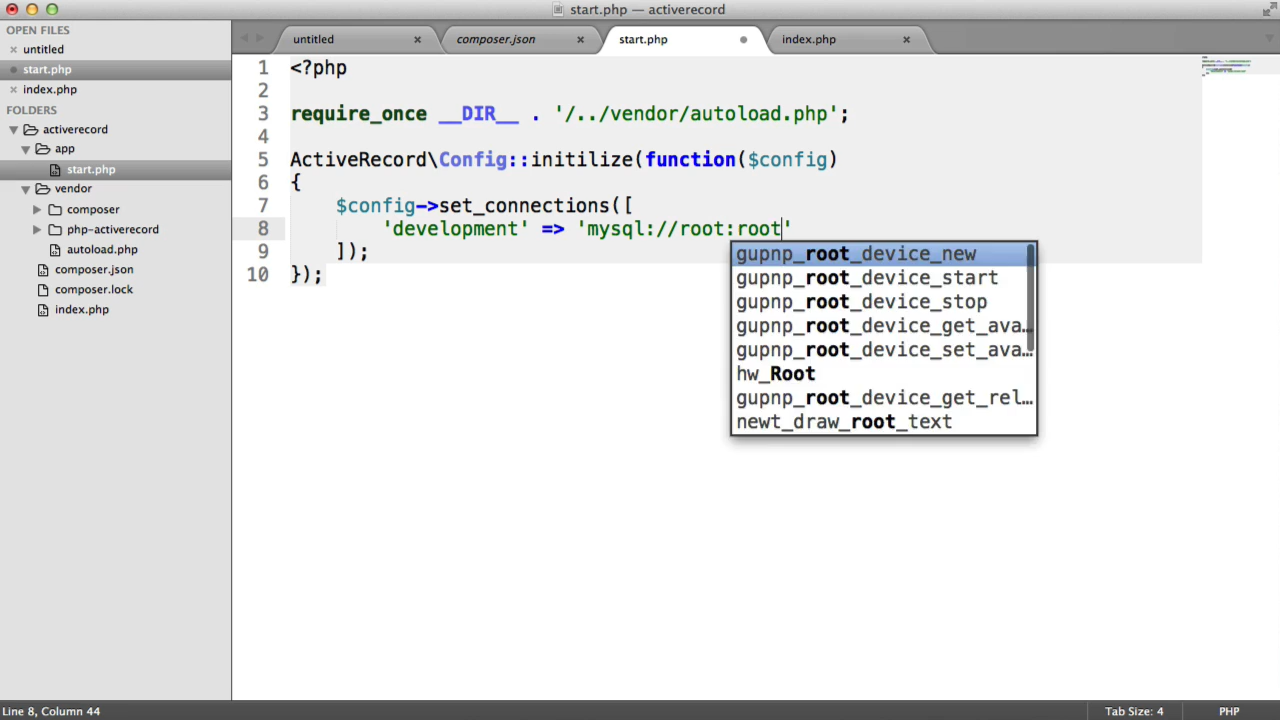 start.php — activerecord
OPEN FILES
untitled
start.php
index.php
FOLDERS
activerecord
app
start.php
vendor
composer
php-activerecord
autoload.php
composer.json
composer.lock
index.php
untitled
composer.json
start.php
index.php
1 <?php
2
3 require_once __DIR__ . '/../vendor/autoload.php';
4
5 ActiveRecord\Config::initilize(function($config)
6 {
7 $config->set_connections([
8 'development' => 'mysql://root:root'
9 ]);
10 });
gupnp_root_device_new
gupnp_root_device_start
gupnp_root_device_stop
gupnp_root_device_get_ava…
gupnp_root_device_set_ava…
hw_Root
gupnp_root_device_get_rel…
newt_draw_root_text
Line 8, Column 44
Tab Size: 4
PHP